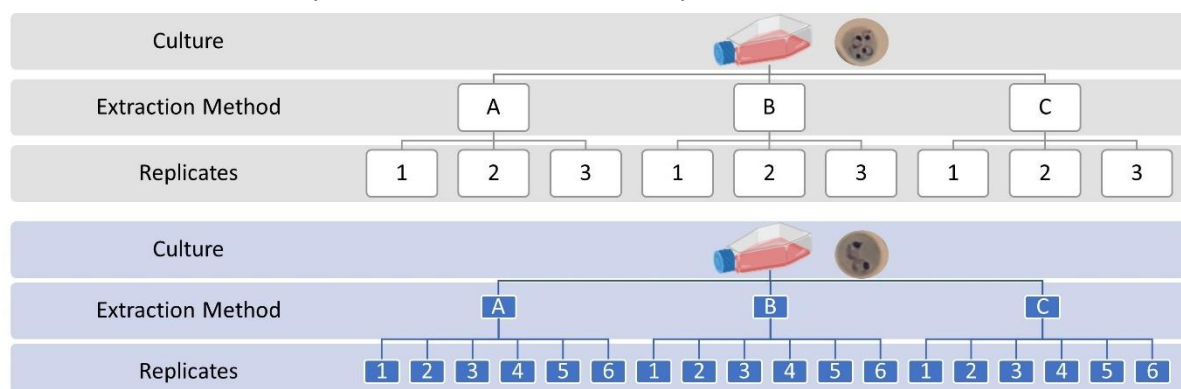 Culture
Extraction Method A B C
Replicates 1 2 3 1 2 3 1 2 3
Culture
Extraction Method A B C
Replicates 1 2 3 4 5 6 1 2 3 4 5 6 1 2 3 4 5 6